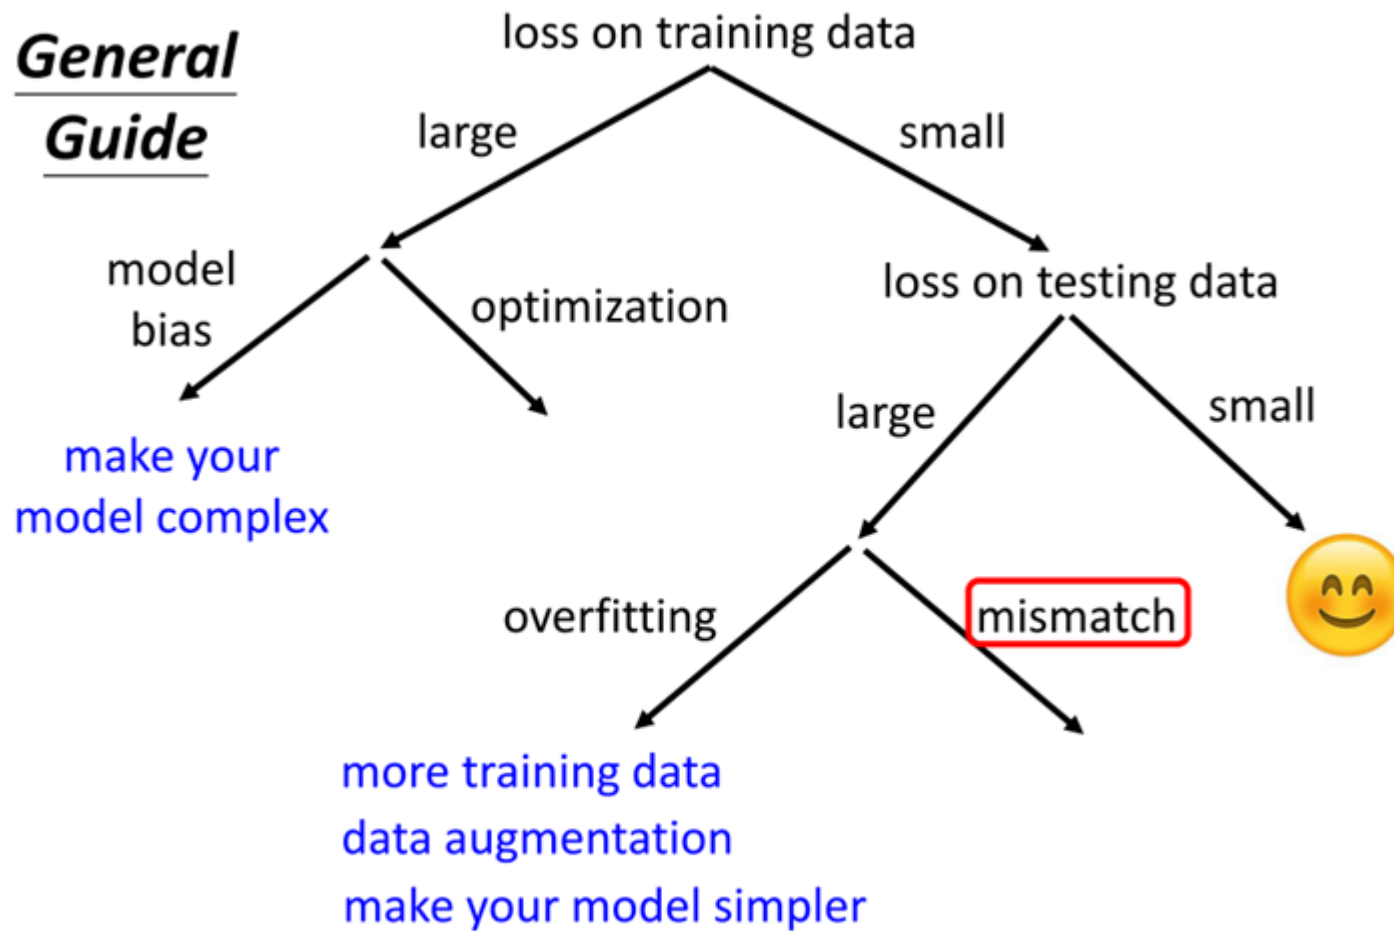 General
Guide
loss on training data
large
small
model
bias
optimization
loss on testing data
make your
model complex
large
small
overfitting
mismatch
more training data
data augmentation
make your model simpler